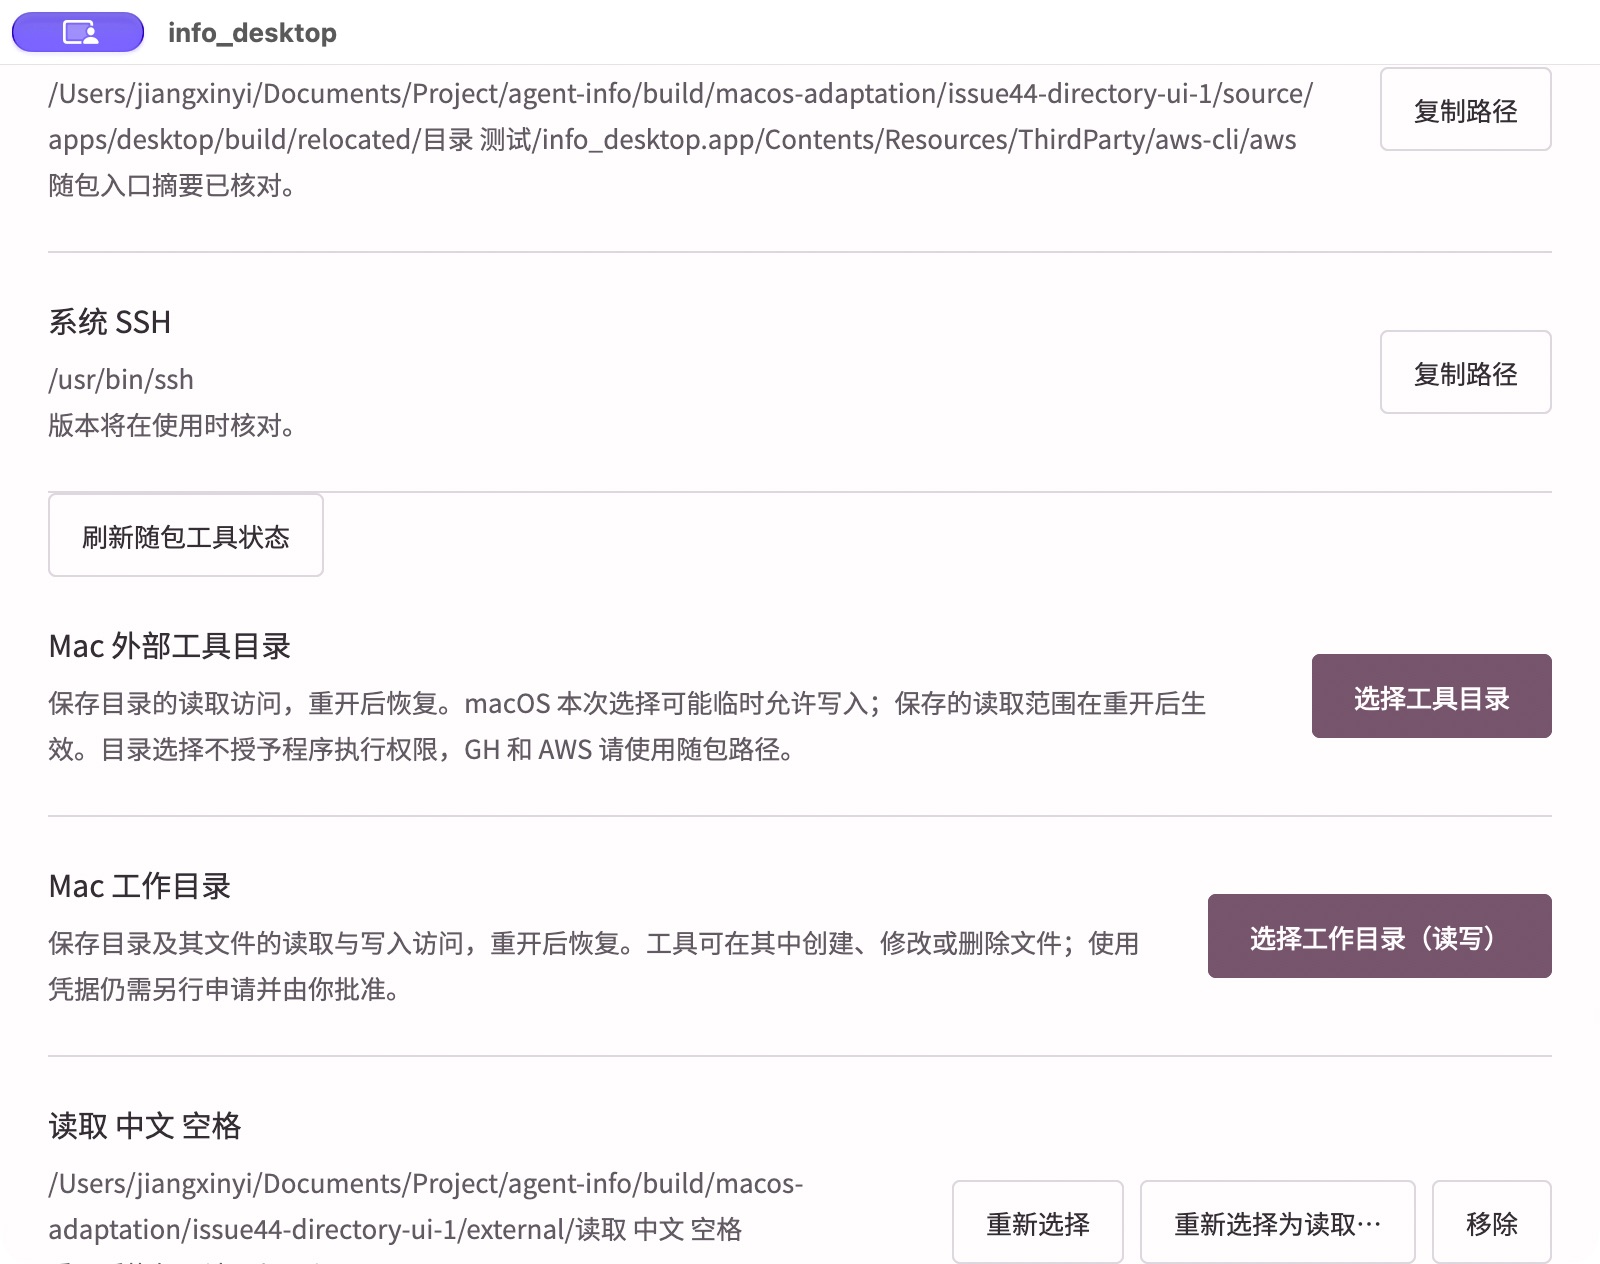 info_desktop
/Users/jiangxinyi/Documents/Project/agent-info/build/macos-adaptation/issue44-directory-ui-1/source/
apps/desktop/build/relocated/目录 测试/info_desktop.app/Contents/Resources/ThirdParty/aws-cli/aws
随包入口摘要已核对。
复制路径
系统 SSH
/usr/bin/ssh
版本将在使用时核对。
复制路径
刷新随包工具状态
Mac 外部工具目录
保存目录的读取访问，重开后恢复。macOS 本次选择可能临时允许写入；保存的读取范围在重开后生
效。目录选择不授予程序执行权限，GH 和 AWS 请使用随包路径。
选择工具目录
Mac 工作目录
保存目录及其文件的读取与写入访问，重开后恢复。工具可在其中创建、修改或删除文件；使用
凭据仍需另行申请并由你批准。
选择工作目录（读写）
读取 中文 空格
/Users/jiangxinyi/Documents/Project/agent-info/build/macos-
adaptation/issue44-directory-ui-1/external/读取 中文 空格
重新选择
重新选择为读取…
移除